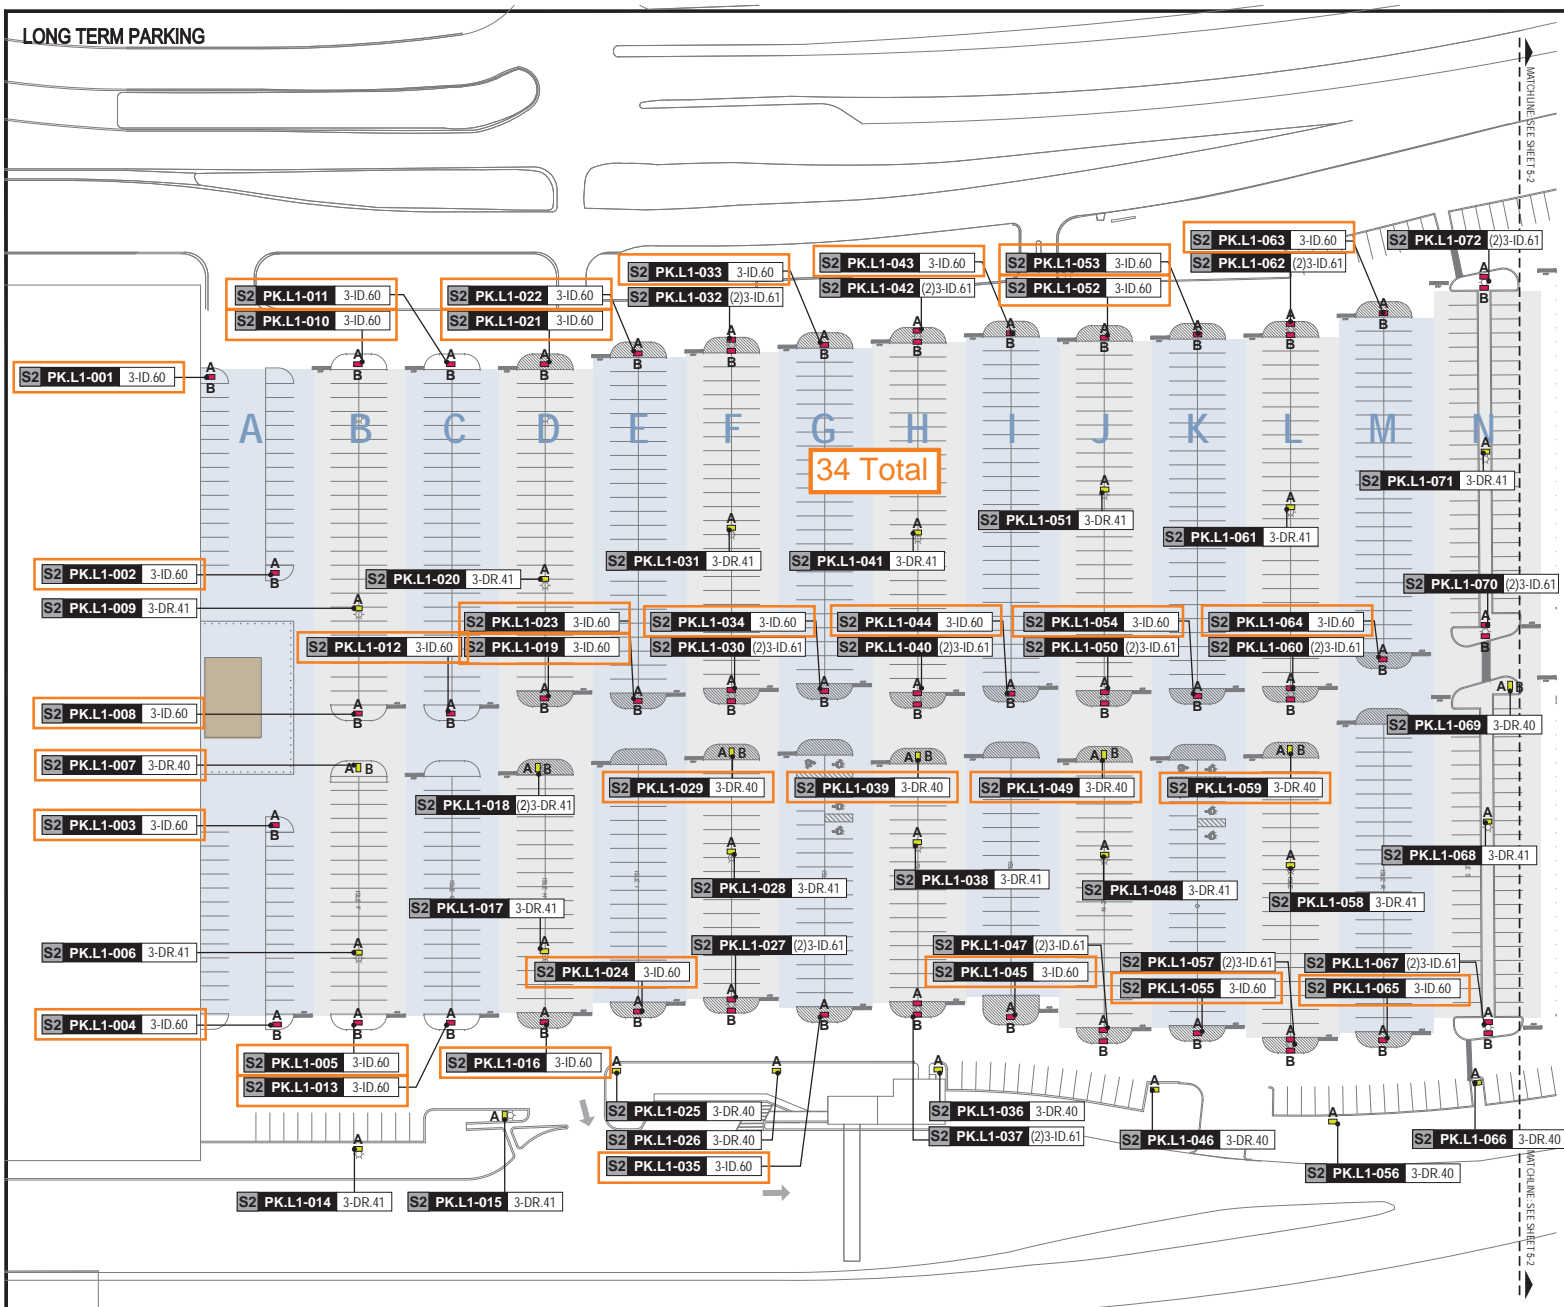 LONG TERM PARKING
MATCHLINE: SEE SHEET 5-2
S2 PK.L1-063 3-ID.60
S2 PK.L1-072 (2)3-ID.61
S2 PK.L1-033 3-ID.60
S2 PK.L1-043 3-ID.60
S2 PK.L1-053 3-ID.60
S2 PK.L1-062 (2)3-ID.61
S2 PK.L1-011 3-ID.60
S2 PK.L1-022 3-ID.60
S2 PK.L1-032 (2)3-ID.61
S2 PK.L1-042 (2)3-ID.61
S2 PK.L1-052 3-ID.60
S2 PK.L1-010 3-ID.60
S2 PK.L1-021 3-ID.60
S2 PK.L1-001 3-ID.60
A B C D E F G H I J K L M N
34 Total
S2 PK.L1-071 3-DR.41
S2 PK.L1-051 3-DR.41
S2 PK.L1-061 3-DR.41
S2 PK.L1-031 3-DR.41
S2 PK.L1-041 3-DR.41
S2 PK.L1-002 3-ID.60
S2 PK.L1-020 3-DR.41
S2 PK.L1-070 (2)3-ID.61
S2 PK.L1-009 3-DR.41
S2 PK.L1-023 3-ID.60
S2 PK.L1-034 3-ID.60
S2 PK.L1-044 3-ID.60
S2 PK.L1-054 3-ID.60
S2 PK.L1-064 3-ID.60
S2 PK.L1-012 3-ID.60
S2 PK.L1-019 3-ID.60
S2 PK.L1-030 (2)3-ID.61
S2 PK.L1-040 (2)3-ID.61
S2 PK.L1-050 (2)3-ID.61
S2 PK.L1-060 (2)3-ID.61
S2 PK.L1-008 3-ID.60
S2 PK.L1-069 3-DR.40
S2 PK.L1-007 3-DR.40
S2 PK.L1-029 3-DR.40
S2 PK.L1-039 3-DR.40
S2 PK.L1-049 3-DR.40
S2 PK.L1-059 3-DR.40
S2 PK.L1-018 (2)3-DR.41
S2 PK.L1-003 3-ID.60
S2 PK.L1-068 3-DR.41
S2 PK.L1-028 3-DR.41
S2 PK.L1-038 3-DR.41
S2 PK.L1-048 3-DR.41
S2 PK.L1-058 3-DR.41
S2 PK.L1-017 3-DR.41
S2 PK.L1-006 3-DR.41
S2 PK.L1-027 (2)3-ID.61
S2 PK.L1-047 (2)3-ID.61
S2 PK.L1-057 (2)3-ID.61
S2 PK.L1-067 (2)3-ID.61
S2 PK.L1-024 3-ID.60
S2 PK.L1-045 3-ID.60
S2 PK.L1-055 3-ID.60
S2 PK.L1-065 3-ID.60
S2 PK.L1-004 3-ID.60
S2 PK.L1-005 3-ID.60
S2 PK.L1-016 3-ID.60
S2 PK.L1-013 3-ID.60
S2 PK.L1-025 3-DR.40
S2 PK.L1-036 3-DR.40
S2 PK.L1-026 3-DR.40
S2 PK.L1-037 (2)3-ID.61
S2 PK.L1-046 3-DR.40
S2 PK.L1-066 3-DR.40
S2 PK.L1-035 3-ID.60
S2 PK.L1-056 3-DR.40
S2 PK.L1-014 3-DR.41
S2 PK.L1-015 3-DR.41
MATCHLINE: SEE SHEET 5-2